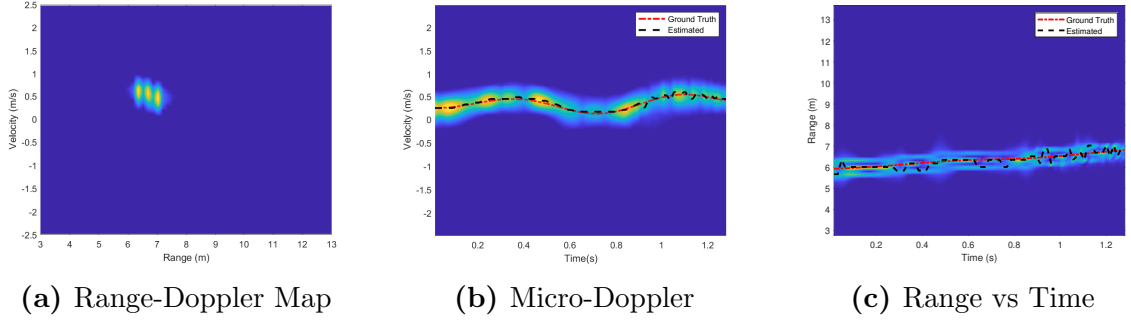 2.5
2
1.5
1
0.5
0
-0.5
-1
-1.5
-2
-2.5
Velocity (m/s)
3 4 5 6 7 8 9 10 11 12 13
Range (m)
(a) Range-Doppler Map
Ground Truth
Estimated
2
1.5
1
0.5
0
-0.5
-1
-1.5
-2
Velocity (m/s)
0.2 0.4 0.6 0.8 1 1.2
Time(s)
(b) Micro-Doppler
Ground Truth
Estimated
13
12
11
10
9
8
7
6
5
4
3
Range (m)
0.2 0.4 0.6 0.8 1 1.2
Time (s)
(c) Range vs Time